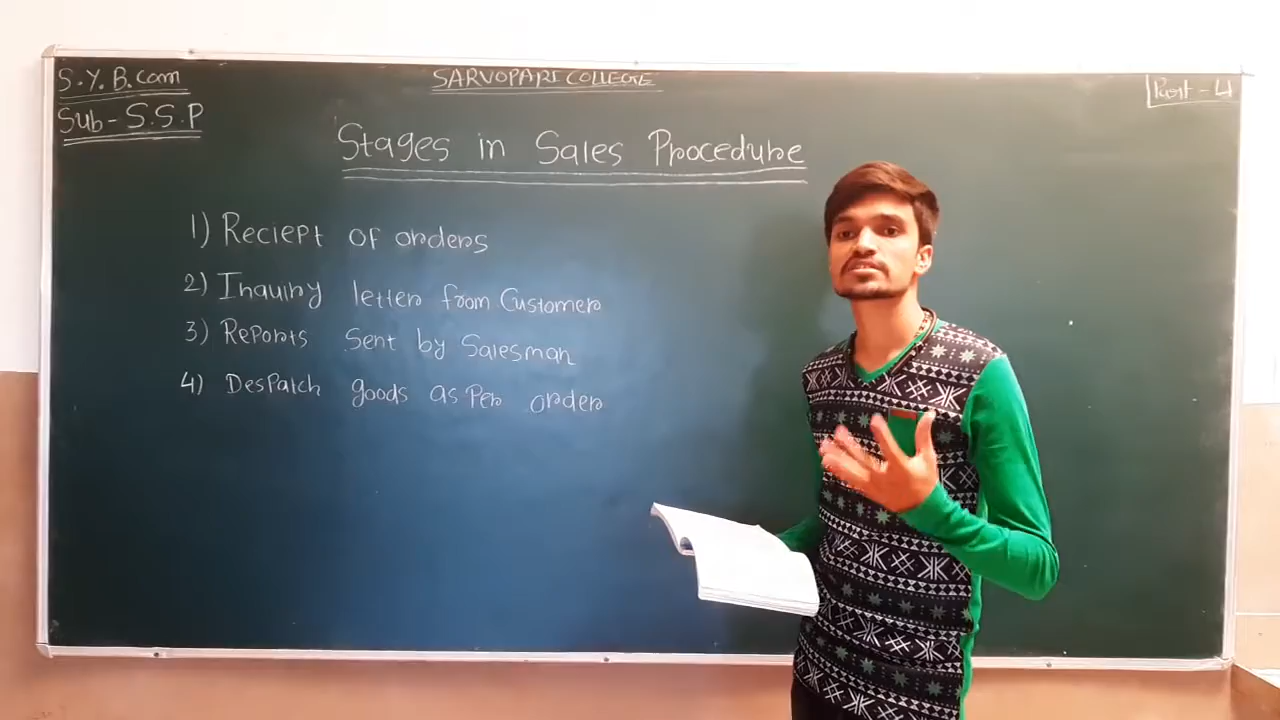 S.Y.B.com
SARVOPARI COLLEGE
Part - 4
Sub - S.S.P
Stages in Sales Procedure
1) Reciept of orders
2) Inquiry letter from Customer
3) Reports Sent by Salesman
4) Despatch goods as Per order